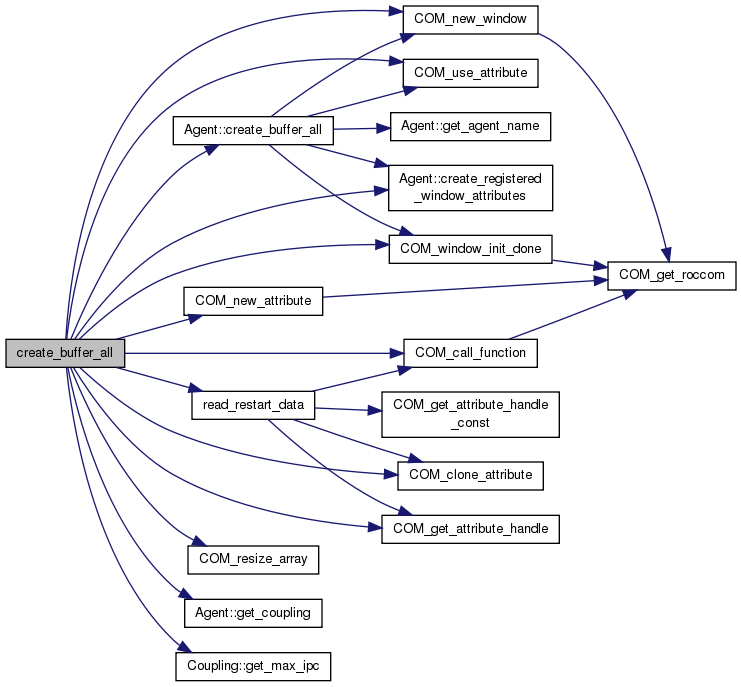 COM_new_window
COM_use_attribute
Agent::create_buffer_all
Agent::get_agent_name
Agent::create_registered
_window_attributes
COM_window_init_done
COM_get_roccom
COM_new_attribute
create_buffer_all
COM_call_function
read_restart_data
COM_get_attribute_handle
_const
COM_clone_attribute
COM_get_attribute_handle
COM_resize_array
Agent::get_coupling
Coupling::get_max_ipc